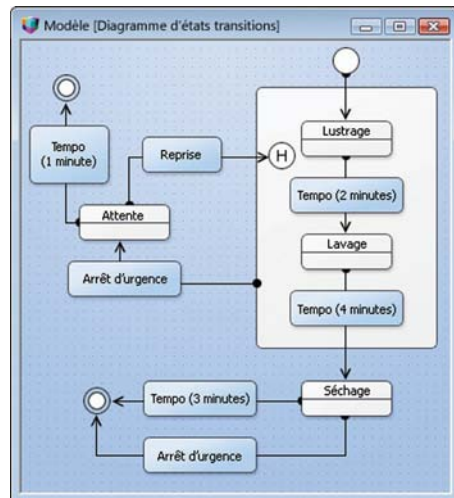 Modèle [Diagramme d'états transitions]
Tempo
(1 minute)
Reprise
H
Lustrage
Tempo (2 minutes)
Attente
Lavage
Arrêt d'urgence
Tempo (4 minutes)
Séchage
Tempo (3 minutes)
Arrêt d'urgence